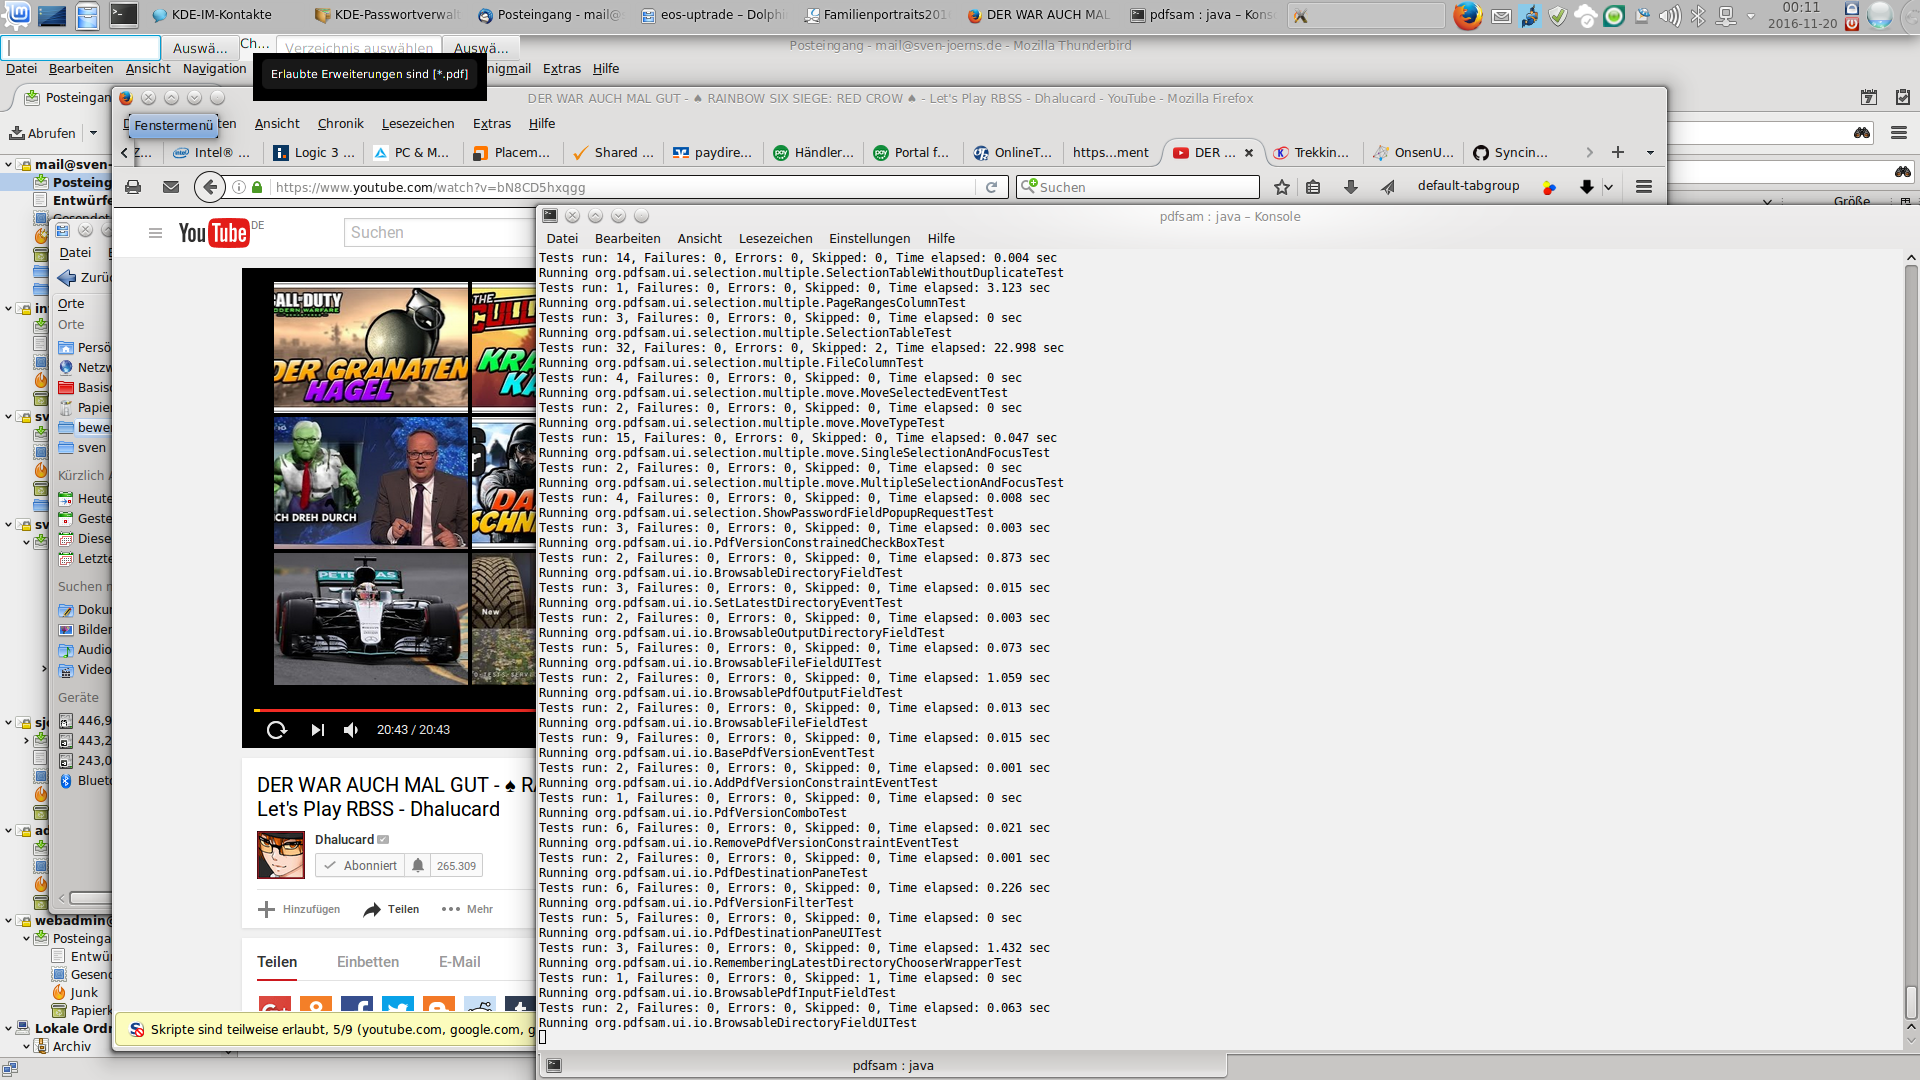 KDE-IM-Kontakte
KDE-Passwortverwalt
Posteingang - mail@
eos-uptrade – Dolph
Familienportraits201
DER WAR AUCH MAL
pdfsam : java – Kons
00:11
2016-11-20
Auswä...
Ch...
Verzeichnis auswählen
Auswä...
Posteingang - mail@sven-joerns.de - Mozilla Thunderbird
Datei Bearbeiten Ansicht Navigation
nigmail Extras Hilfe
Erlaubte Erweiterungen sind [*.pdf]
Posteingan
Abrufen
mail@sven-
Posteing
Entwürfe
Gesendet
Größe
DER WAR AUCH MAL GUT - ♠ RAINBOW SIX SIEGE: RED CROW ♠ - Let's Play RBSS - Dhalucard - YouTube - Mozilla Firefox
Fenstermenü
ten Ansicht Chronik Lesezeichen Extras Hilfe
Z...
Intel® ...
Logic 3 ...
PC & M...
Placem...
Shared ...
paydire...
Händler...
Portal f...
OnlineT...
https...ment
DER ...
Trekkin...
OnsenU...
Syncin...
https://www.youtube.com/watch?v=bN8CD5hxqgg
Suchen
default-tabgroup
YouTube DE
Suchen
Datei
Zurü
Orte
Orte
Persö
Netzw
Basis
Papie
bewe
sven
Kürzlich A
Heute
Geste
Diese
Letzte
Suchen n
Doku
Bilder
Audio
Video
Geräte
446,9
443,2
243,0
Blueto
in
sv
sv
sje
ad
webadmin@
Posteinga
Entwü
Gesend
Junk
Papierk
Lokale Ordn
Archiv
CALL·DUTY
MODERN WARFARE
DER GRANATEN
HAGEL
THE
CULL
KRA
KA
ICH DREH DURCH
DA
SCHN
PETRONAS
New
20:43 / 20:43
DER WAR AUCH MAL GUT - ♠ RA
Let's Play RBSS - Dhalucard
Dhalucard
Abonniert
265.309
Hinzufügen
Teilen
Mehr
Teilen
Einbetten
E-Mail
Skripte sind teilweise erlaubt, 5/9 (youtube.com, google.com, g
pdfsam : java – Konsole
Datei Bearbeiten Ansicht Lesezeichen Einstellungen Hilfe
Tests run: 14, Failures: 0, Errors: 0, Skipped: 0, Time elapsed: 0.004 sec
Running org.pdfsam.ui.selection.multiple.SelectionTableWithoutDuplicateTest
Tests run: 1, Failures: 0, Errors: 0, Skipped: 0, Time elapsed: 3.123 sec
Running org.pdfsam.ui.selection.multiple.PageRangesColumnTest
Tests run: 3, Failures: 0, Errors: 0, Skipped: 0, Time elapsed: 0 sec
Running org.pdfsam.ui.selection.multiple.SelectionTableTest
Tests run: 32, Failures: 0, Errors: 0, Skipped: 2, Time elapsed: 22.998 sec
Running org.pdfsam.ui.selection.multiple.FileColumnTest
Tests run: 4, Failures: 0, Errors: 0, Skipped: 0, Time elapsed: 0 sec
Running org.pdfsam.ui.selection.multiple.move.MoveSelectedEventTest
Tests run: 2, Failures: 0, Errors: 0, Skipped: 0, Time elapsed: 0 sec
Running org.pdfsam.ui.selection.multiple.move.MoveTypeTest
Tests run: 15, Failures: 0, Errors: 0, Skipped: 0, Time elapsed: 0.047 sec
Running org.pdfsam.ui.selection.multiple.move.SingleSelectionAndFocusTest
Tests run: 2, Failures: 0, Errors: 0, Skipped: 0, Time elapsed: 0 sec
Running org.pdfsam.ui.selection.multiple.move.MultipleSelectionAndFocusTest
Tests run: 4, Failures: 0, Errors: 0, Skipped: 0, Time elapsed: 0.008 sec
Running org.pdfsam.ui.selection.ShowPasswordFieldPopupRequestTest
Tests run: 3, Failures: 0, Errors: 0, Skipped: 0, Time elapsed: 0.003 sec
Running org.pdfsam.ui.io.PdfVersionConstrainedCheckBoxTest
Tests run: 2, Failures: 0, Errors: 0, Skipped: 0, Time elapsed: 0.873 sec
Running org.pdfsam.ui.io.BrowsableDirectoryFieldTest
Tests run: 3, Failures: 0, Errors: 0, Skipped: 0, Time elapsed: 0.015 sec
Running org.pdfsam.ui.io.SetLatestDirectoryEventTest
Tests run: 2, Failures: 0, Errors: 0, Skipped: 0, Time elapsed: 0.003 sec
Running org.pdfsam.ui.io.BrowsableOutputDirectoryFieldTest
Tests run: 5, Failures: 0, Errors: 0, Skipped: 0, Time elapsed: 0.073 sec
Running org.pdfsam.ui.io.BrowsableFileFieldUITest
Tests run: 2, Failures: 0, Errors: 0, Skipped: 0, Time elapsed: 1.059 sec
Running org.pdfsam.ui.io.BrowsablePdfOutputFieldTest
Tests run: 2, Failures: 0, Errors: 0, Skipped: 0, Time elapsed: 0.013 sec
Running org.pdfsam.ui.io.BrowsableFileFieldTest
Tests run: 9, Failures: 0, Errors: 0, Skipped: 0, Time elapsed: 0.015 sec
Running org.pdfsam.ui.io.BasePdfVersionEventTest
Tests run: 2, Failures: 0, Errors: 0, Skipped: 0, Time elapsed: 0.001 sec
Running org.pdfsam.ui.io.AddPdfVersionConstraintEventTest
Tests run: 1, Failures: 0, Errors: 0, Skipped: 0, Time elapsed: 0 sec
Running org.pdfsam.ui.io.PdfVersionComboTest
Tests run: 6, Failures: 0, Errors: 0, Skipped: 0, Time elapsed: 0.021 sec
Running org.pdfsam.ui.io.RemovePdfVersionConstraintEventTest
Tests run: 2, Failures: 0, Errors: 0, Skipped: 0, Time elapsed: 0.001 sec
Running org.pdfsam.ui.io.PdfDestinationPaneTest
Tests run: 6, Failures: 0, Errors: 0, Skipped: 0, Time elapsed: 0.226 sec
Running org.pdfsam.ui.io.PdfVersionFilterTest
Tests run: 5, Failures: 0, Errors: 0, Skipped: 0, Time elapsed: 0 sec
Running org.pdfsam.ui.io.PdfDestinationPaneUITest
Tests run: 3, Failures: 0, Errors: 0, Skipped: 0, Time elapsed: 1.432 sec
Running org.pdfsam.ui.io.RememberingLatestDirectoryChooserWrapperTest
Tests run: 1, Failures: 0, Errors: 0, Skipped: 1, Time elapsed: 0 sec
Running org.pdfsam.ui.io.BrowsablePdfInputFieldTest
Tests run: 2, Failures: 0, Errors: 0, Skipped: 0, Time elapsed: 0.063 sec
Running org.pdfsam.ui.io.BrowsableDirectoryFieldUITest
pdfsam : java